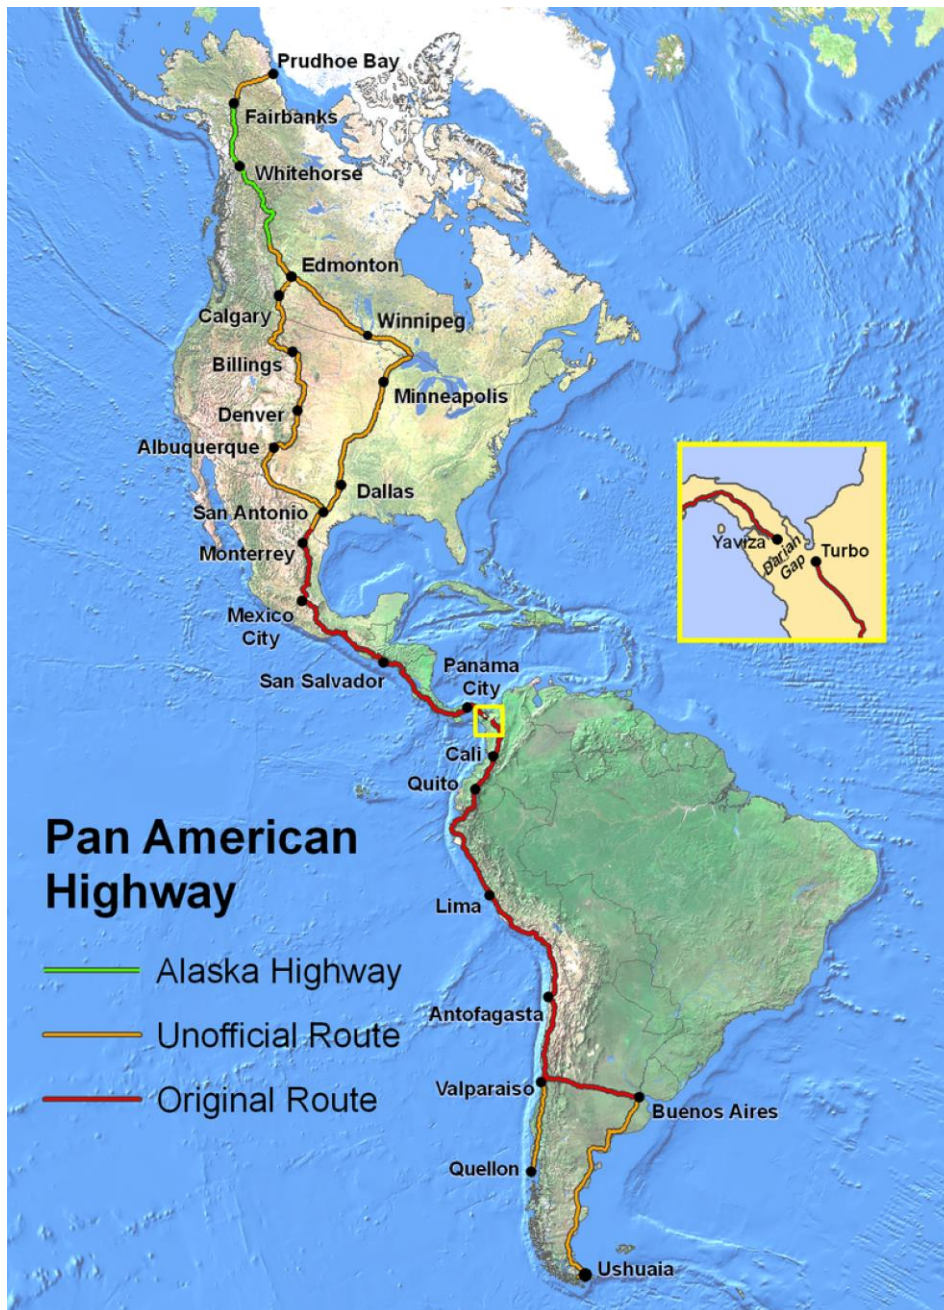 Prudhoe Bay
Fairbanks
Whitehorse
Edmonton
Calgary
Winnipeg
Billings
Minneapolis
Denver
Albuquerque
Dallas
San Antonio
Monterrey
Mexico
City
San Salvador
Panama
City
Yaviza
Darian
Gap
Turbo
Cali
Quito
Pan American
Highway
Lima
Alaska Highway
Antofagasta
Unofficial Route
Valparaiso
Original Route
Buenos Aires
Quellon
Ushuaia